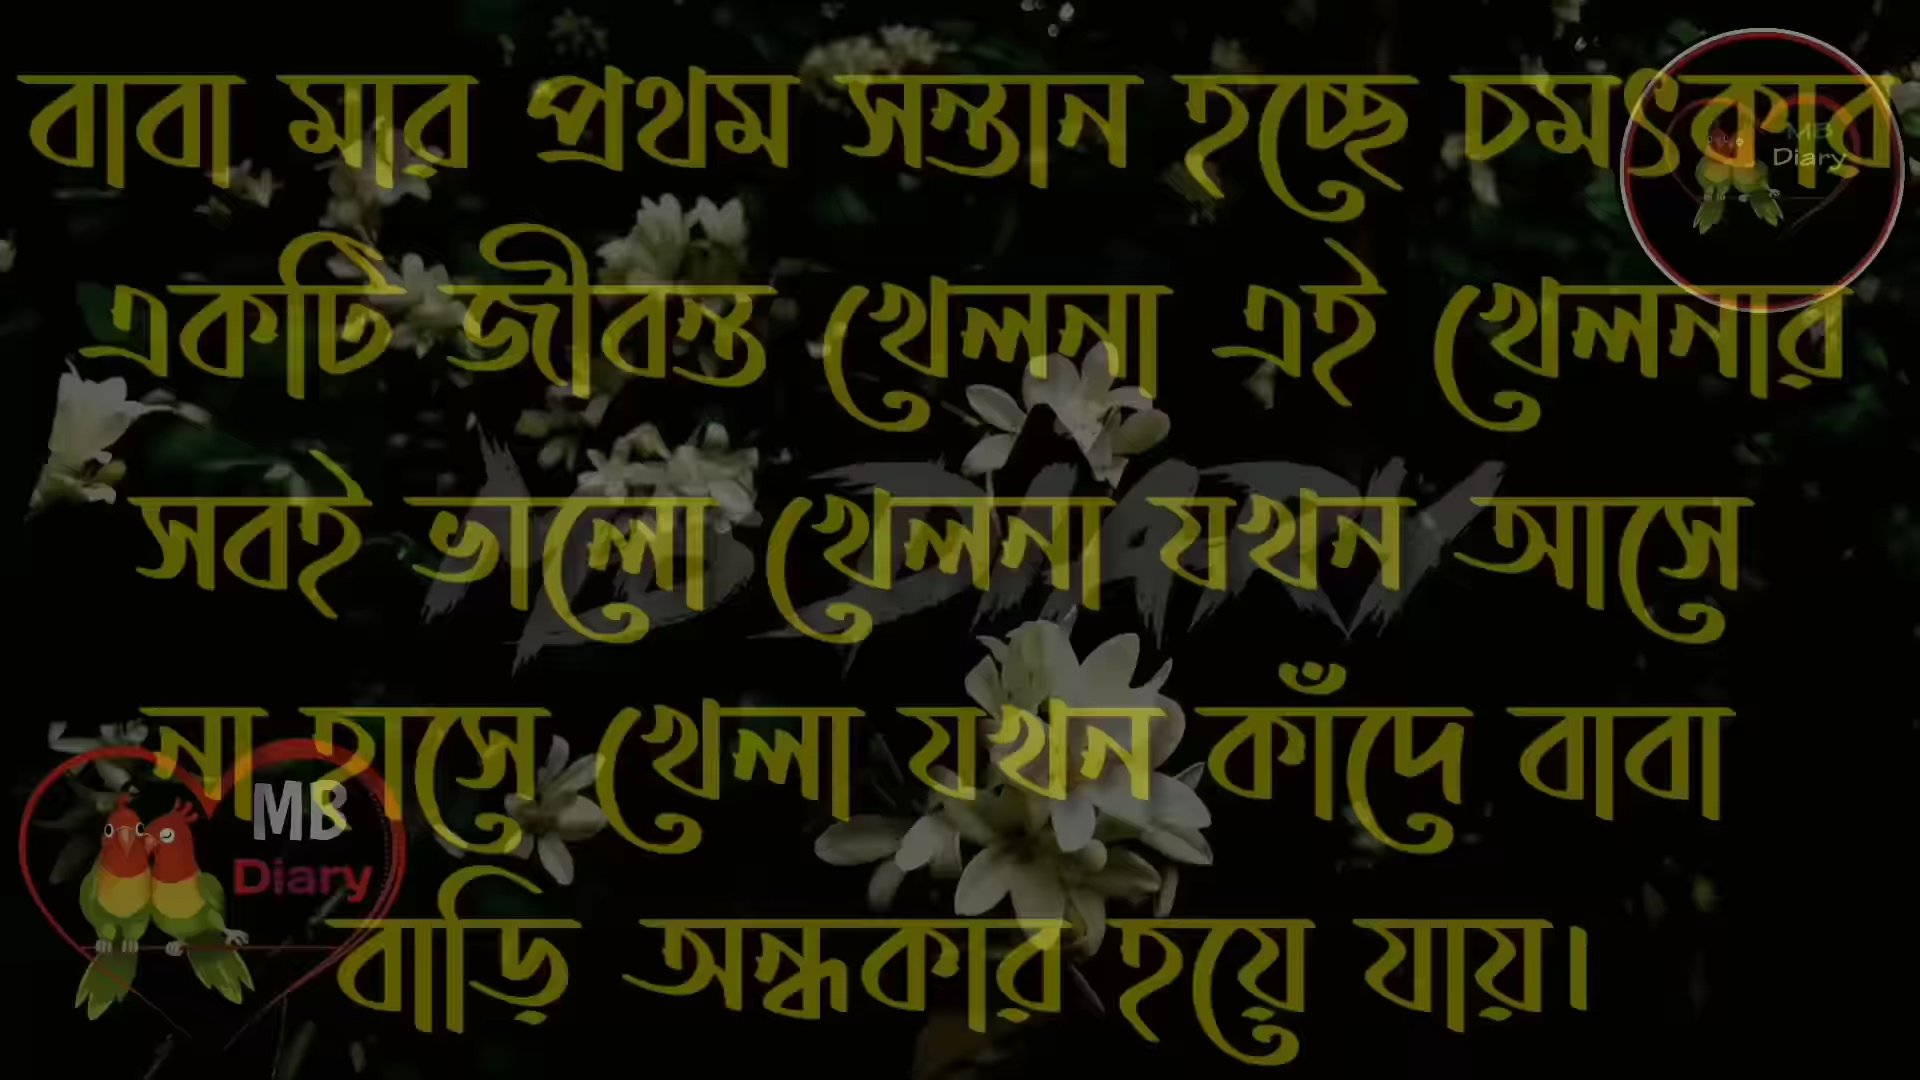 বাবা মার প্রথম সন্তান হচ্ছে চমৎকার
একটি জীবন্ত খেলনা এই খেলনার
সবই ভালো খেলনা যখন আসে
না হাসে খেলা যখন কাঁদে বাবা
বাড়ি অন্ধকার হয়ে যায়।
MB
Diary
MB
Diary